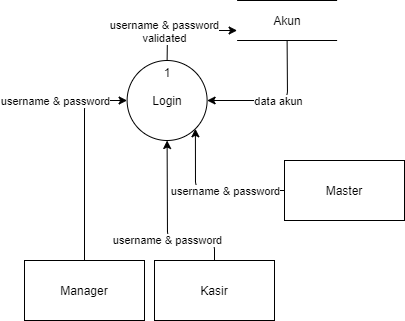 username & password
validated
Akun
1
Login
username & password
data akun
username & password
Master
username & password
Manager
Kasir